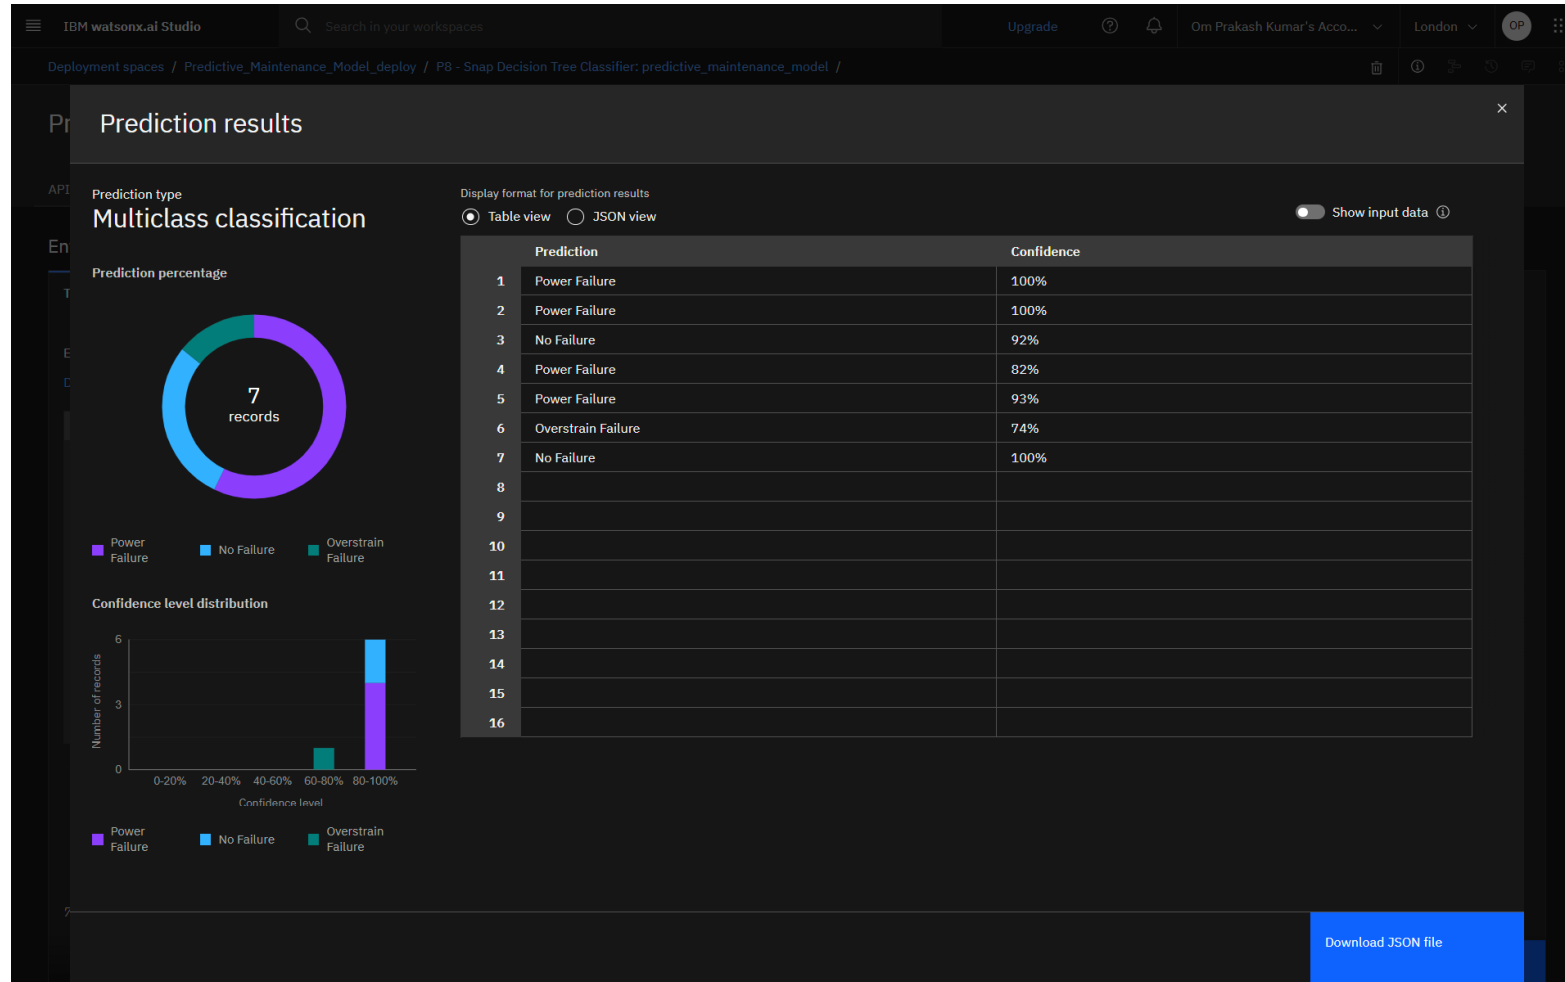 IBM watsonx.ai Studio
Search in your workspaces
Upgrade
Om Prakash Kumar's Acco...
London
OP
Deployment spaces / Predictive_Maintenance_Model_deploy / P8 - Snap Decision Tree Classifier: predictive_maintenance_model /
Pr
Prediction results
API
Prediction type
Multiclass classification
Display format for prediction results
Table view
JSON view
Show input data
En
Prediction percentage
T
E
D
7
records
Power Failure
No Failure
Overstrain Failure
Confidence level distribution
Number of records
6
3
0
0-20% 20-40% 40-60% 60-80% 80-100%
Confidence level
Power Failure
No Failure
Overstrain Failure
Prediction Confidence
1 Power Failure 100%
2 Power Failure 100%
3 No Failure 92%
4 Power Failure 82%
5 Power Failure 93%
6 Overstrain Failure 74%
7 No Failure 100%
8
9
10
11
12
13
14
15
16
7
Download JSON file